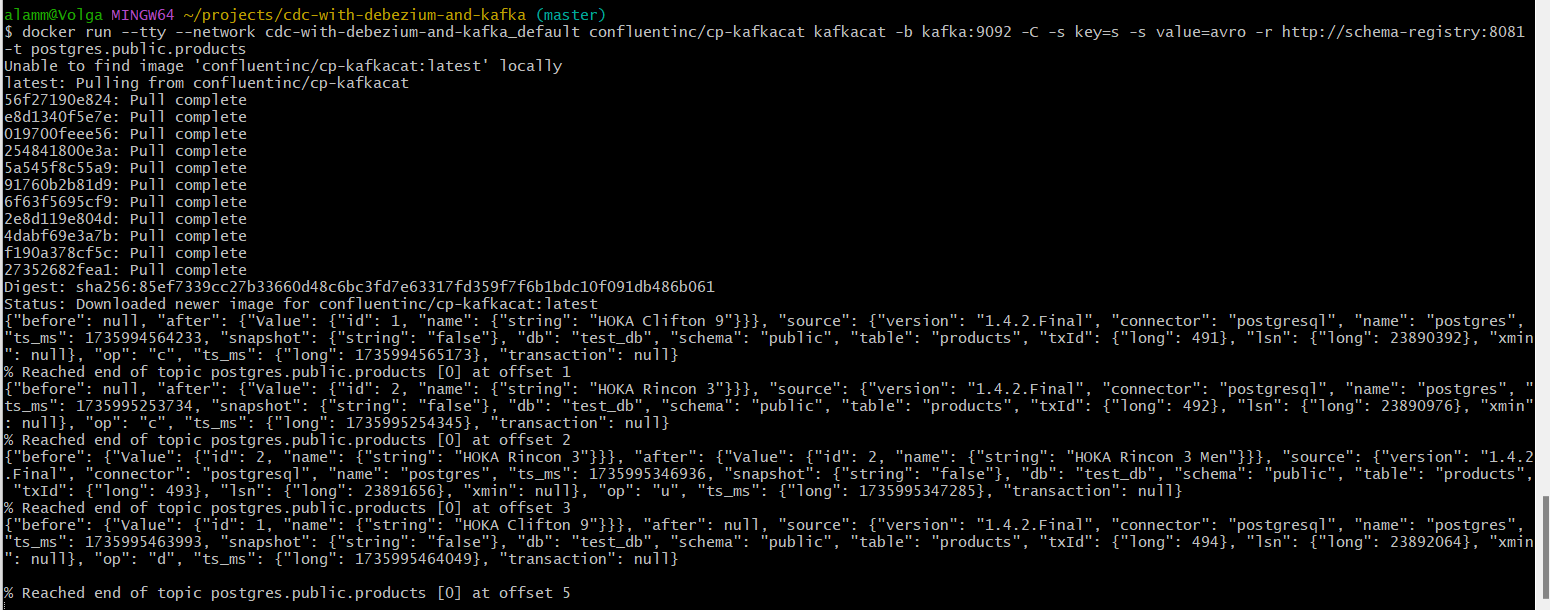 alamm@Volga MINGW64 ~/projects/cdc-with-debezium-and-kafka (master)
$ docker run --tty --network cdc-with-debezium-and-kafka_default confluentinc/cp-kafkacat kafkacat -b kafka:9092 -C -s key=s -s value=avro -r http://schema-registry:8081
-t postgres.public.products
Unable to find image 'confluentinc/cp-kafkacat:latest' locally
latest: Pulling from confluentinc/cp-kafkacat
56f27190e824: Pull complete
e8d1340f5e7e: Pull complete
019700feee56: Pull complete
254841800e3a: Pull complete
5a545f8c55a9: Pull complete
91760b2b81d9: Pull complete
6f63f5695cf9: Pull complete
2e8d119e804d: Pull complete
4dabf69e3a7b: Pull complete
f190a378cf5c: Pull complete
27352682fea1: Pull complete
Digest: sha256:85ef7339cc27b33660d48c6bc3fd7e63317fd359f7f6b1bdc10f091db486b061
Status: Downloaded newer image for confluentinc/cp-kafkacat:latest
{"before": null, "after": {"Value": {"id": 1, "name": {"string": "HOKA Clifton 9"}}}, "source": {"version": "1.4.2.Final", "connector": "postgresql", "name": "postgres",
"ts_ms": 1735994564233, "snapshot": {"string": "false"}, "db": "test_db", "schema": "public", "table": "products", "txId": {"long": 491}, "lsn": {"long": 23890392}, "xmin
": null}, "op": "c", "ts_ms": {"long": 1735994565173}, "transaction": null}
% Reached end of topic postgres.public.products [0] at offset 1
{"before": null, "after": {"Value": {"id": 2, "name": {"string": "HOKA Rincon 3"}}}, "source": {"version": "1.4.2.Final", "connector": "postgresql", "name": "postgres", "
ts_ms": 1735995253734, "snapshot": {"string": "false"}, "db": "test_db", "schema": "public", "table": "products", "txId": {"long": 492}, "lsn": {"long": 23890976}, "xmin"
: null}, "op": "c", "ts_ms": {"long": 1735995254345}, "transaction": null}
% Reached end of topic postgres.public.products [0] at offset 2
{"before": {"Value": {"id": 2, "name": {"string": "HOKA Rincon 3"}}}, "after": {"Value": {"id": 2, "name": {"string": "HOKA Rincon 3 Men"}}}, "source": {"version": "1.4.2
.Final", "connector": "postgresql", "name": "postgres", "ts_ms": 1735995346936, "snapshot": {"string": "false"}, "db": "test_db", "schema": "public", "table": "products",
"txId": {"long": 493}, "lsn": {"long": 23891656}, "xmin": null}, "op": "u", "ts_ms": {"long": 1735995347285}, "transaction": null}
% Reached end of topic postgres.public.products [0] at offset 3
{"before": {"Value": {"id": 1, "name": {"string": "HOKA Clifton 9"}}}, "after": null, "source": {"version": "1.4.2.Final", "connector": "postgresql", "name": "postgres",
"ts_ms": 1735995463993, "snapshot": {"string": "false"}, "db": "test_db", "schema": "public", "table": "products", "txId": {"long": 494}, "lsn": {"long": 23892064}, "xmin
": null}, "op": "d", "ts_ms": {"long": 1735995464049}, "transaction": null}
% Reached end of topic postgres.public.products [0] at offset 5